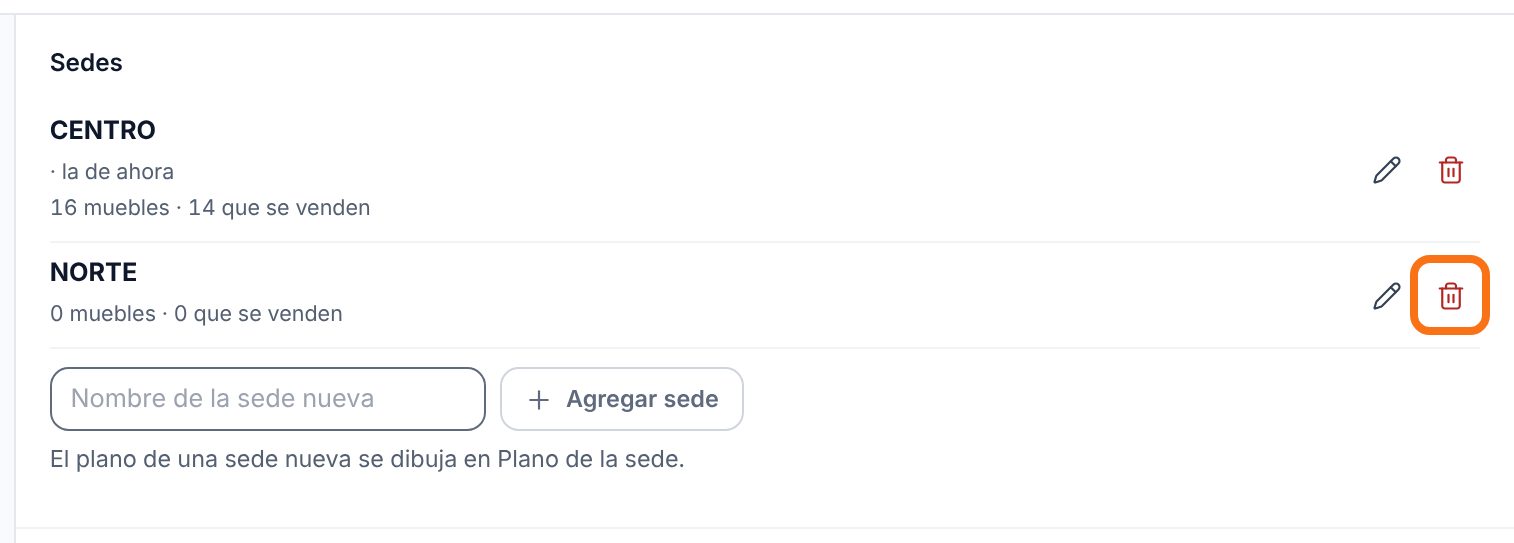 Sedes
CENTRO
· la de ahora
16 muebles · 14 que se venden
NORTE
0 muebles · 0 que se venden
Nombre de la sede nueva
Agregar sede
El plano de una sede nueva se dibuja en Plano de la sede.